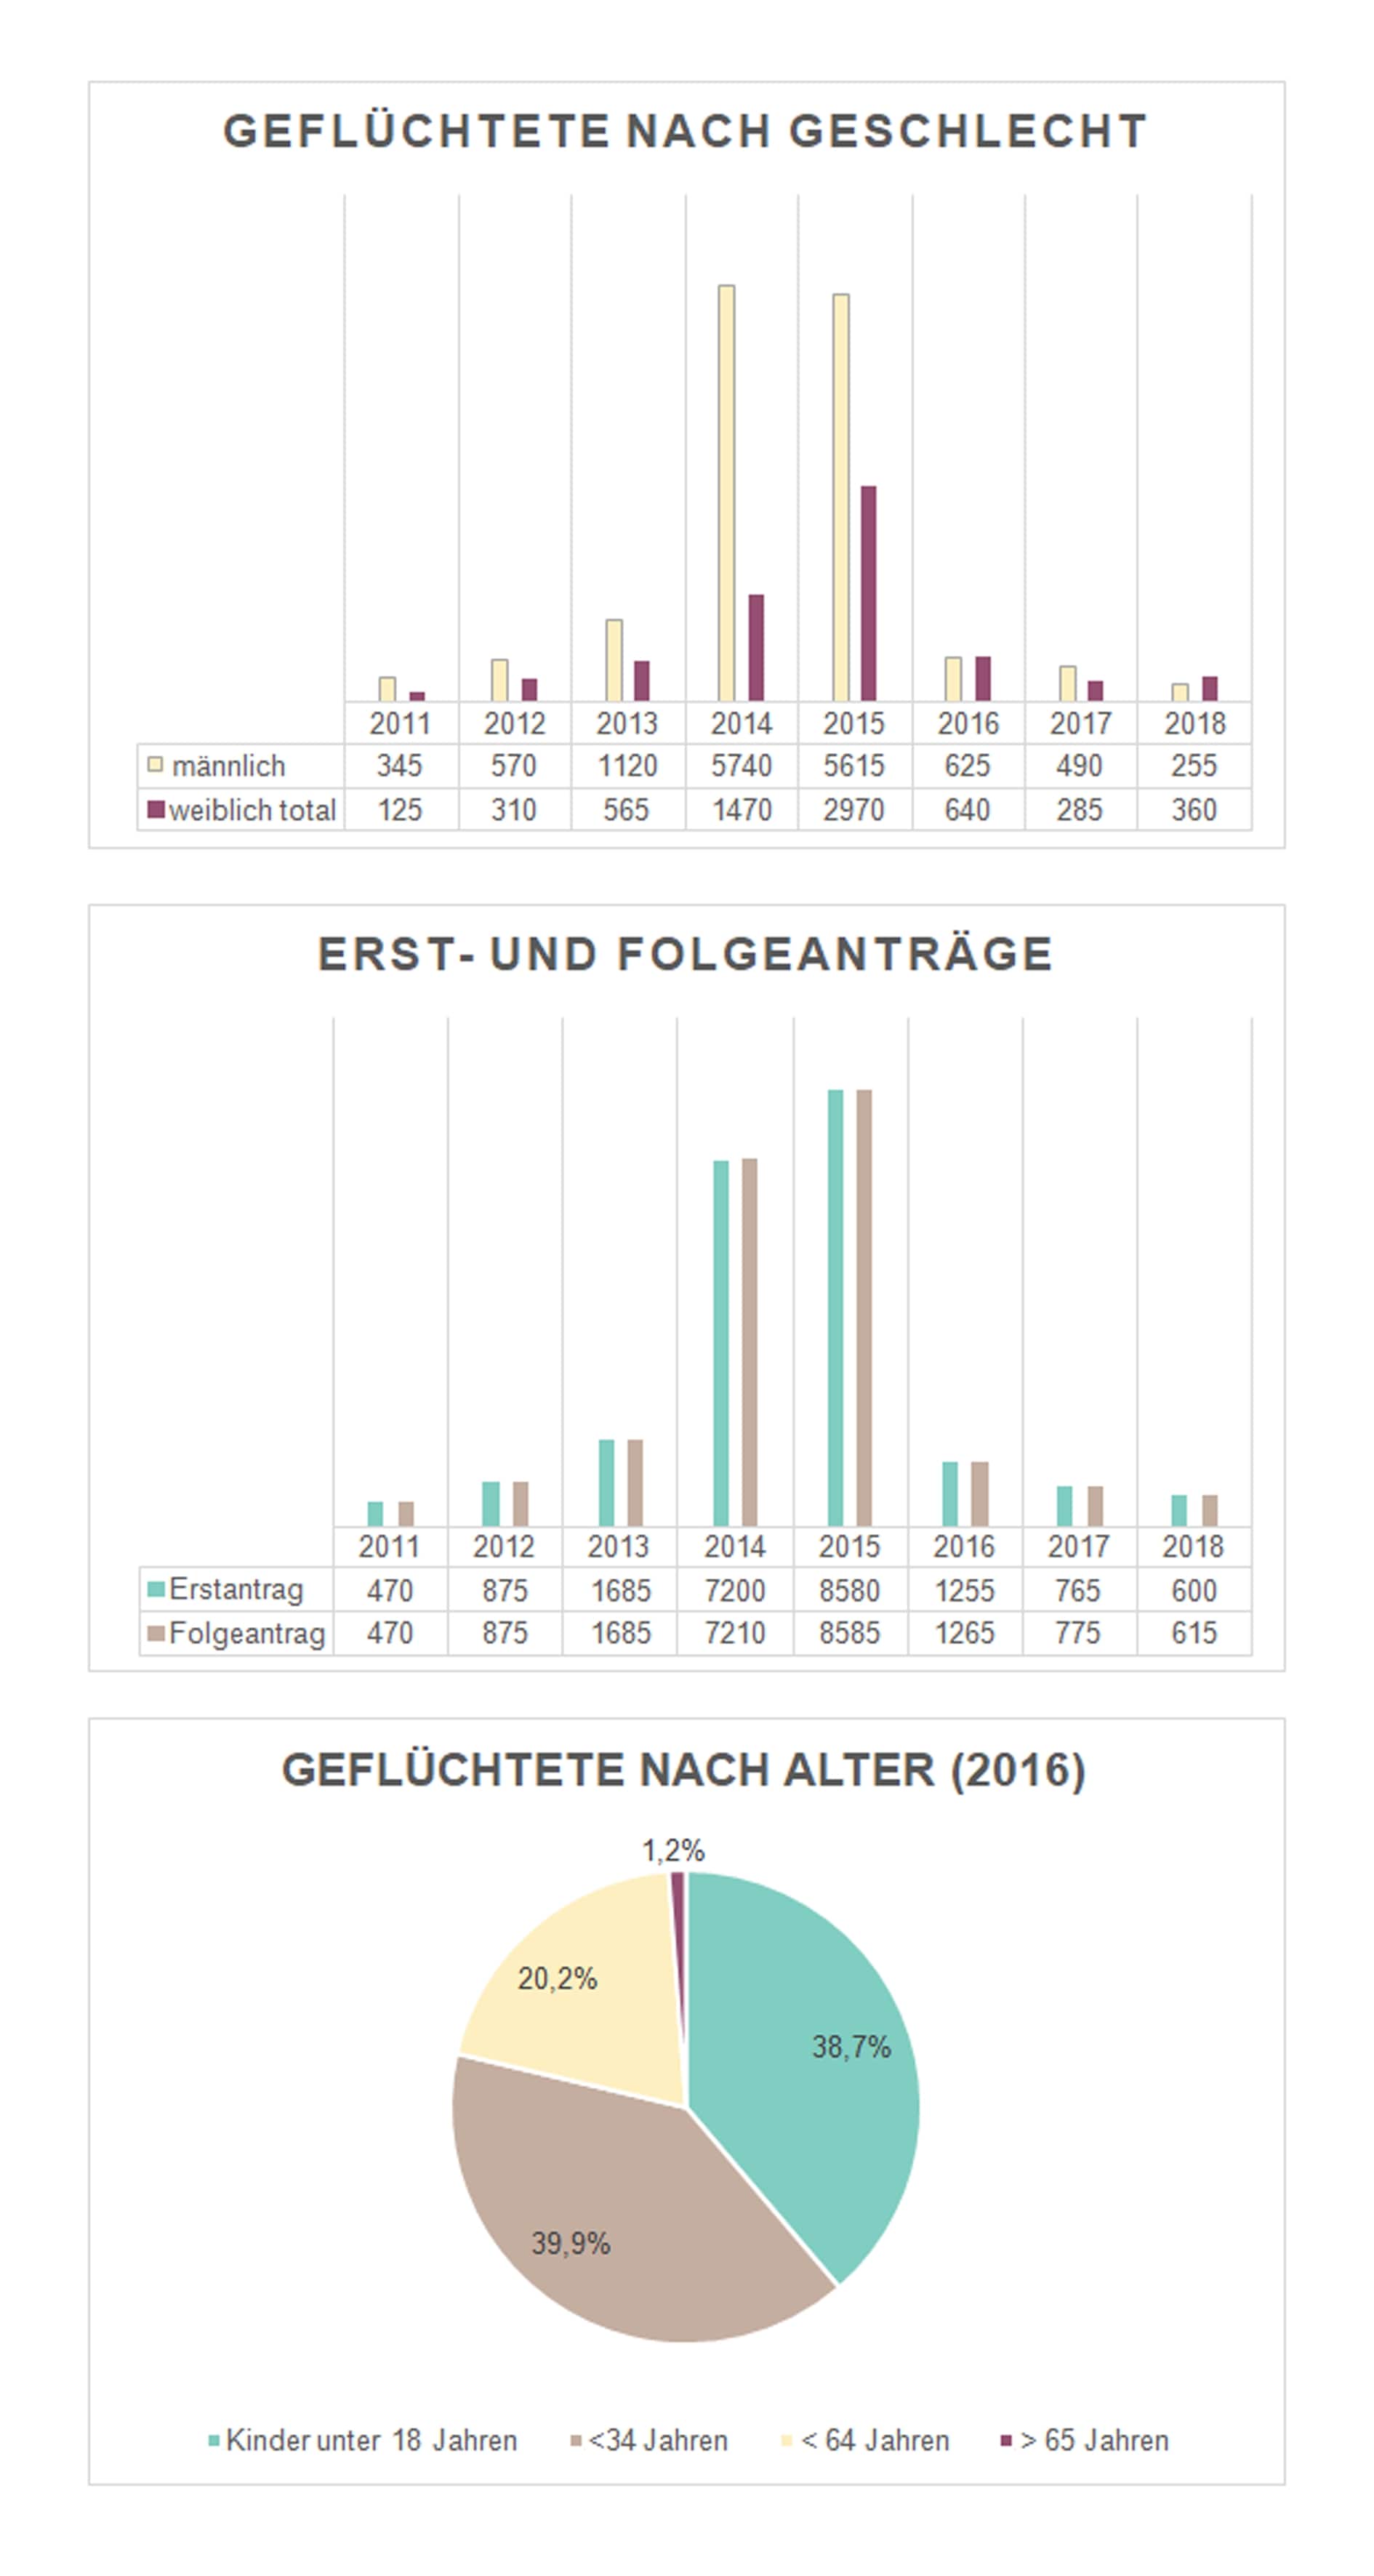 GEFLÜCHTETE NACH GESCHLECHT
2011 2012 2013 2014 2015 2016 2017 2018
männlich 345 570 1120 5740 5615 625 490 255
weiblich total 125 310 565 1470 2970 640 285 360
ERST- UND FOLGEANTRÄGE
2011 2012 2013 2014 2015 2016 2017 2018
Erstantrag 470 875 1685 7200 8580 1255 765 600
Folgeantrag 470 875 1685 7210 8585 1265 775 615
GEFLÜCHTETE NACH ALTER (2016)
1,2%
20,2%
38,7%
39,9%
Kinder unter 18 Jahren <34 Jahren < 64 Jahren > 65 Jahren